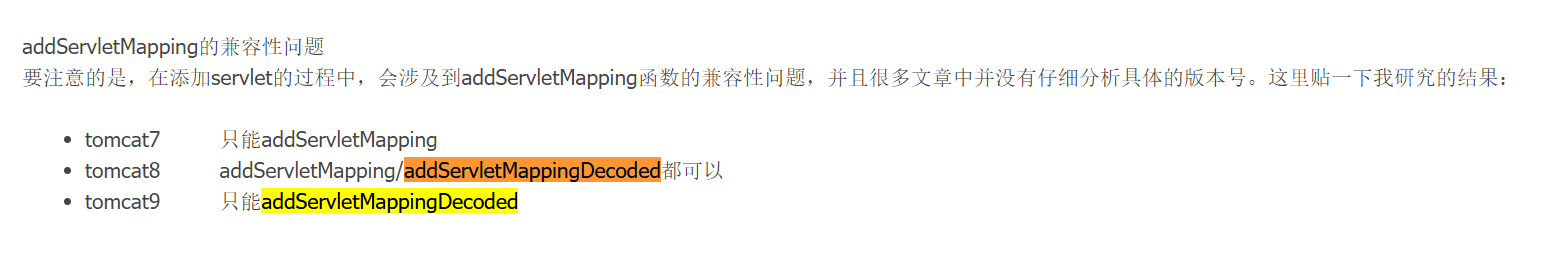 addServletMapping的兼容性问题
要注意的是，在添加servlet的过程中，会涉及到addServletMapping函数的兼容性问题，并且很多文章中并没有仔细分析具体的版本号。这里贴一下我研究的结果：
• tomcat7 只能addServletMapping
• tomcat8 addServletMapping/addServletMappingDecoded都可以
• tomcat9 只能addServletMappingDecoded